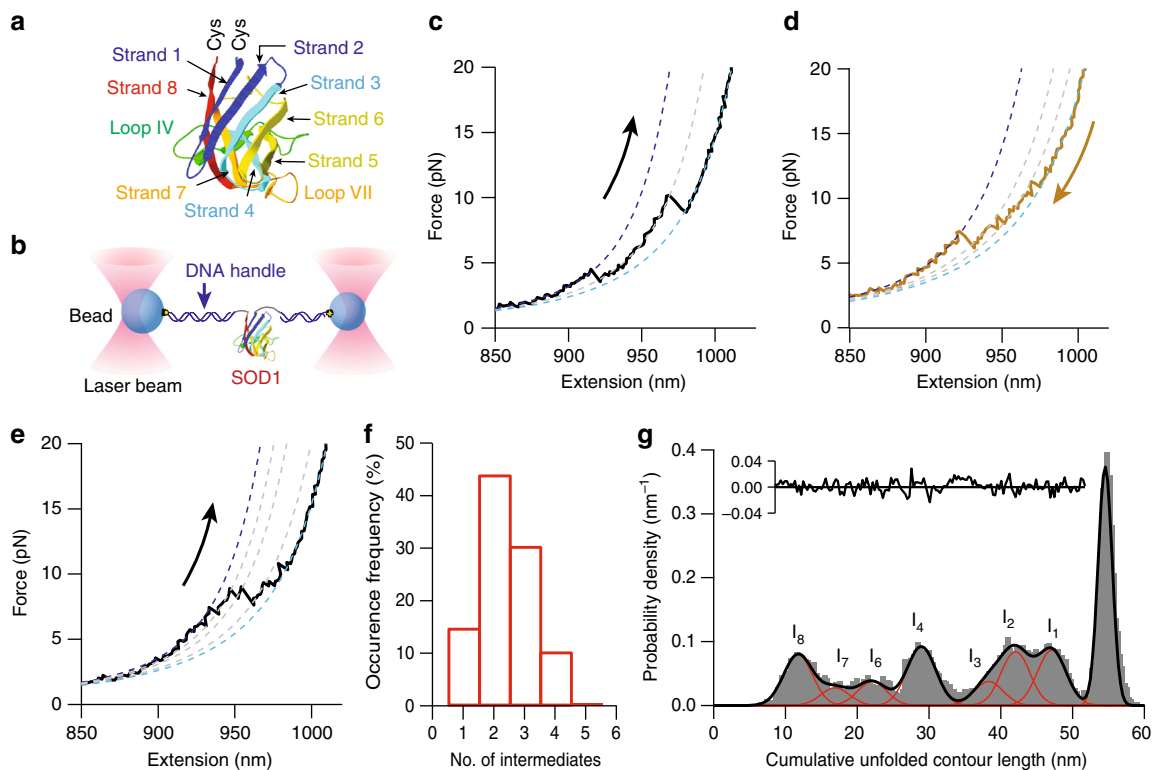 a
Cys
Cys
Strand 1
Strand 2
Strand 8
Strand 3
Loop IV
Strand 6
Strand 5
Strand 7
Loop VII
Strand 4
b
DNA handle
Bead
SOD1
Laser beam
c
Force (pN)
20
15
10
5
0
850
900
950
1000
Extension (nm)
d
Force (pN)
20
15
10
5
0
850
900
950
1000
Extension (nm)
e
Force (pN)
20
15
10
5
0
850
900
950
1000
Extension (nm)
f
Occurence frequency (%)
50
40
30
20
10
0
0 1 2 3 4 5 6
No. of intermediates
g
Probability density (nm–1)
0.4
0.3
0.2
0.1
0.0
0.04
0.00
–0.04
I8
I7
I6
I4
I3
I2
I1
0 10 20 30 40 50 60
Cumulative unfolded contour length (nm)